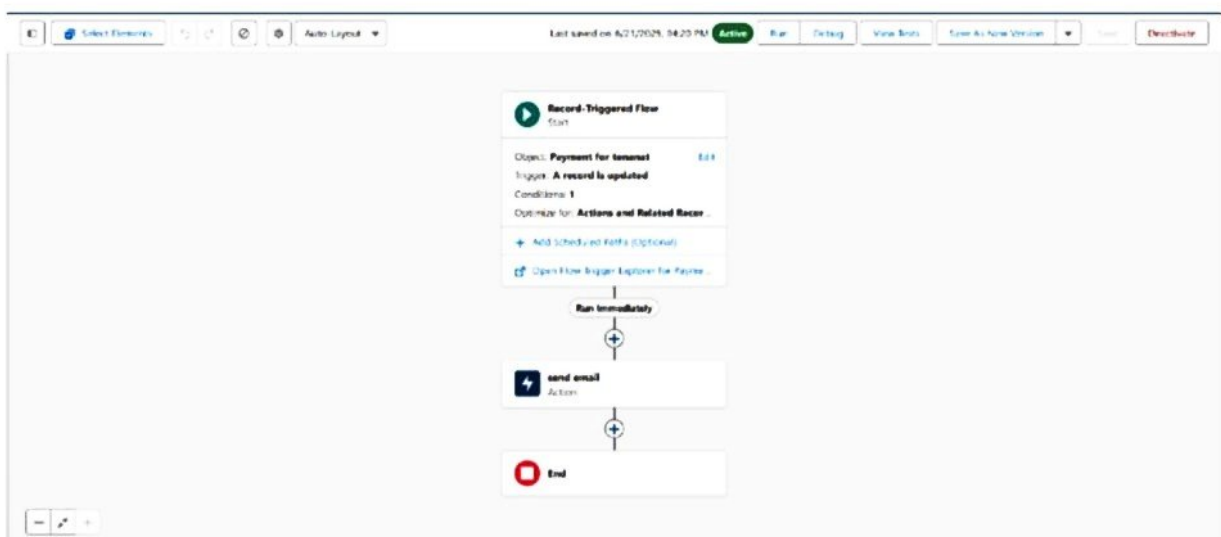 Select Elements
Auto-Layout
Last saved on 6/21/2025, 04:20 PM
Active
Run
Debug
View Tests
Save As New Version
Deactivate
Record-Triggered Flow
Start
Object: Payment for tenenat
Edit
Trigger: A record is updated
Conditions: 1
Optimize for: Actions and Related Recor...
Add Scheduled Paths (Optional)
Open Flow Trigger Explorer for Payme...
Run Immediately
send email
Action
End